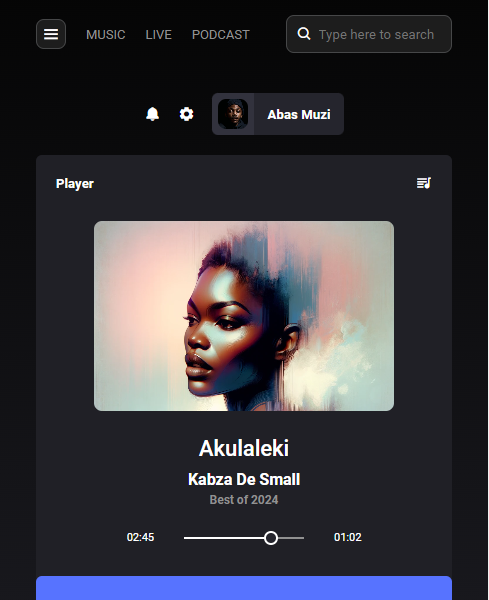 MUSIC LIVE PODCAST Type here to search
Abas Muzi
Player
Akulaleki
Kabza De Small
Best of 2024
02:45 01:02